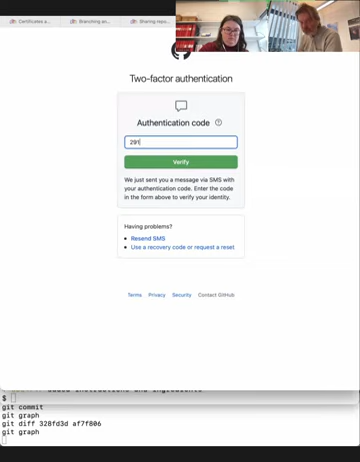 Certificates a...
Branching an...
Sharing repo...
Two-factor authentication
Authentication code
291
Verify
We just sent you a message via SMS with
your authentication code. Enter the code
in the form above to verify your identity.
Having problems?
Resend SMS
Use a recovery code or request a reset
Terms Privacy Security Contact GitHub
$
git commit
git graph
git diff 328fd3d af7f806
git graph